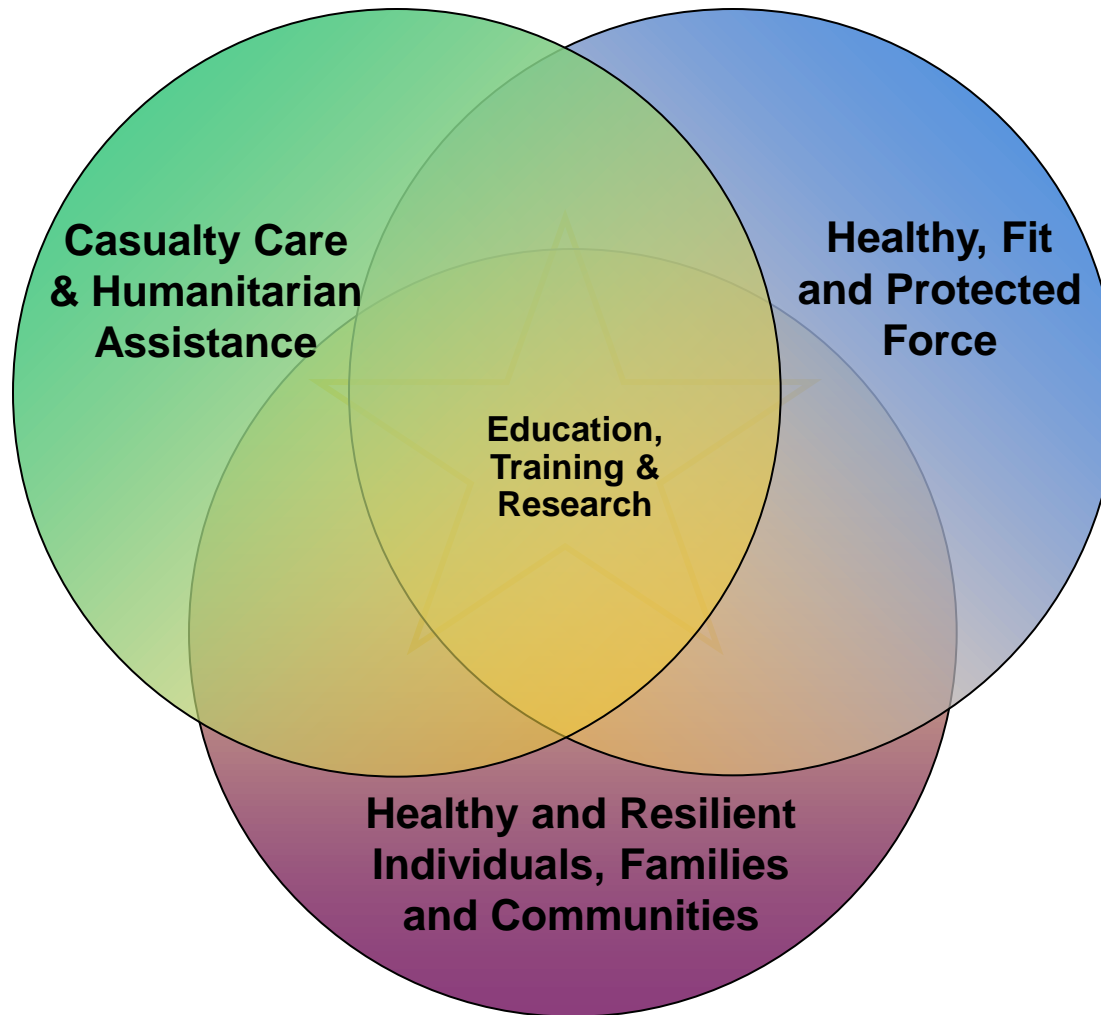 Casualty Care
& Humanitarian
Assistance
Healthy, Fit
and Protected
Force
Education,
Training &
Research
Healthy and Resilient
Individuals, Families
and Communities